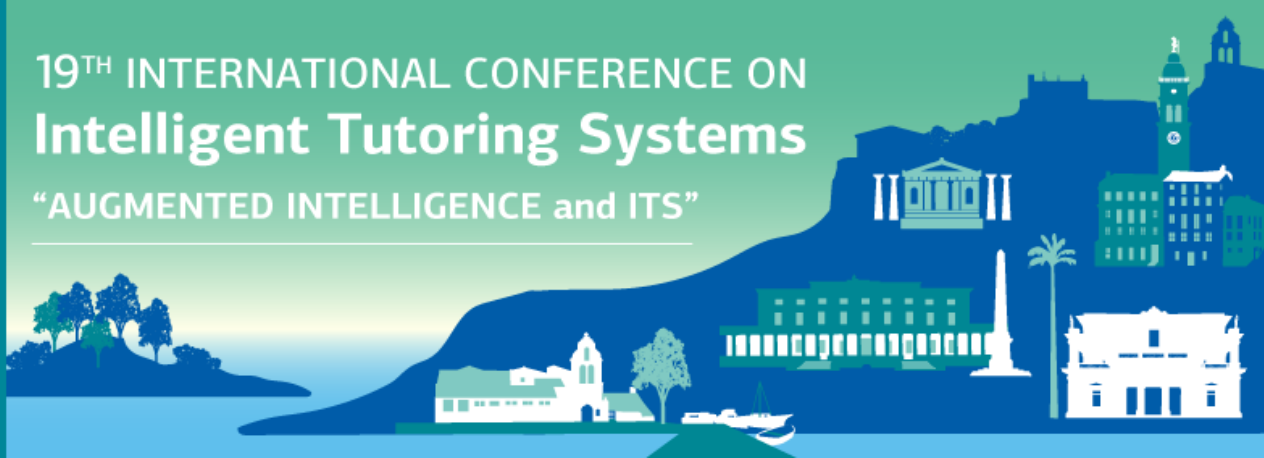 19TH INTERNATIONAL CONFERENCE ON
Intelligent Tutoring Systems
“AUGMENTED INTELLIGENCE and ITS”